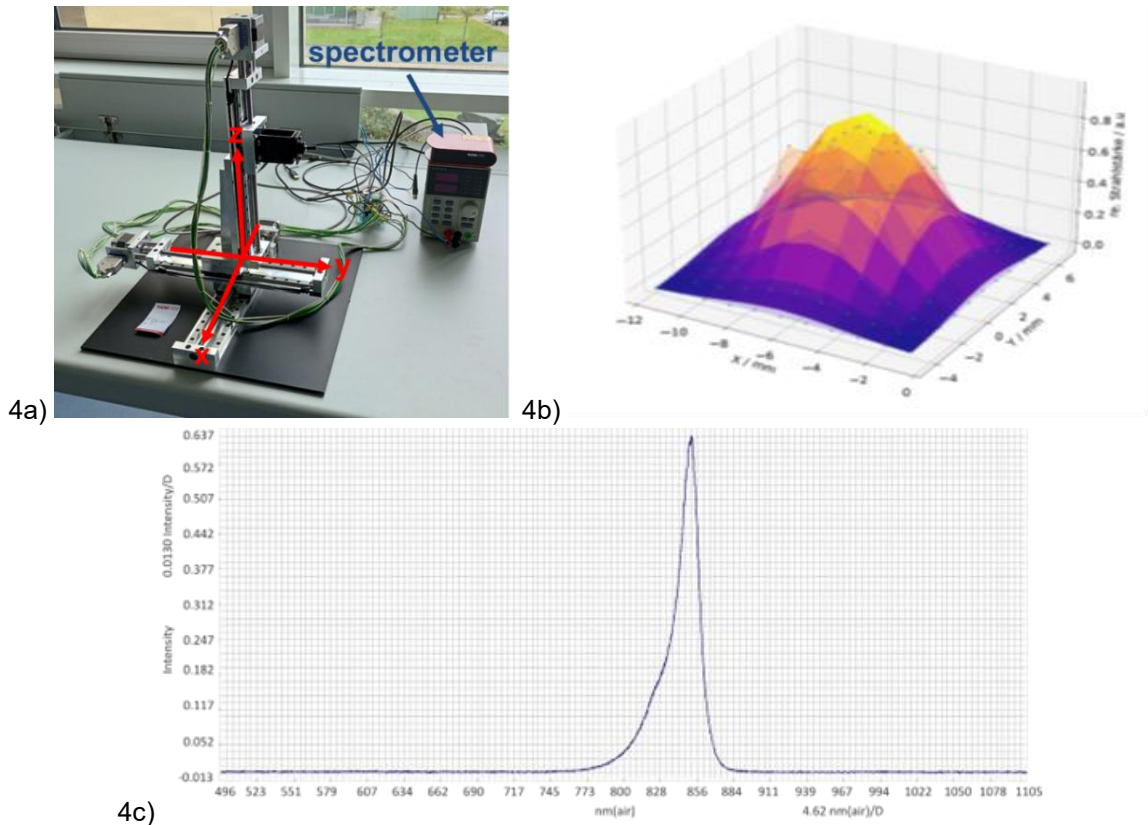 spectrometer
z
y
x
4a)
0.8
0.6
0.4
0.2
0.0
re. Strahlstärke / a.u
−12
−10
−8
−6
−4
−2
0
X / mm
−4
−2
0
2
4
6
Y / mm
4b)
0.637
0.572
0.507
0.442
0.377
0.312
0.247
0.182
0.117
0.052
-0.013
0.0130 Intensity/D
Intensity
496 523 551 579 607 634 662 690 717 745 773 800 828 856 884 911 939 967 994 1022 1050 1078 1105
nm(air) 4.62 nm(air)/D
4c)